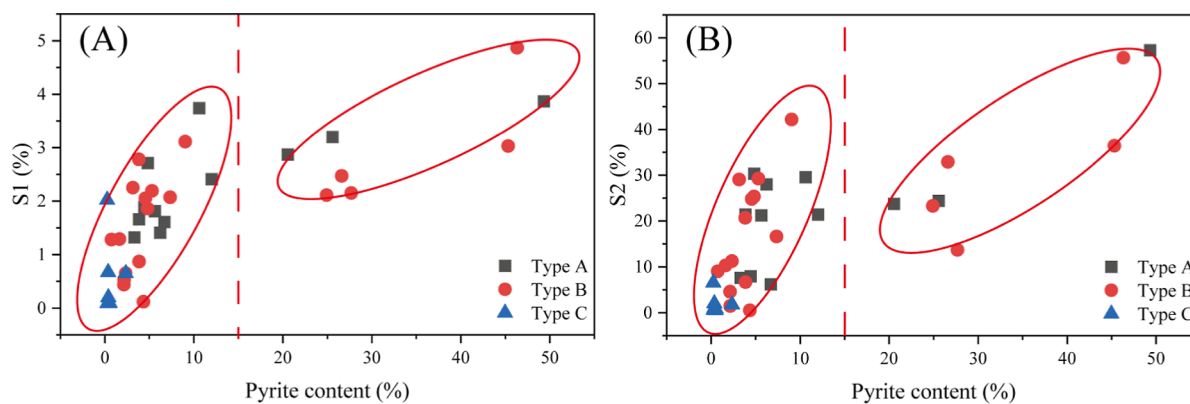 (A)
S1 (%)
5
4
3
2
1
0
0 10 20 30 40 50
Pyrite content (%)
Type A
Type B
Type C
(B)
S2 (%)
60
50
40
30
20
10
0
0 10 20 30 40 50
Pyrite content (%)
Type A
Type B
Type C